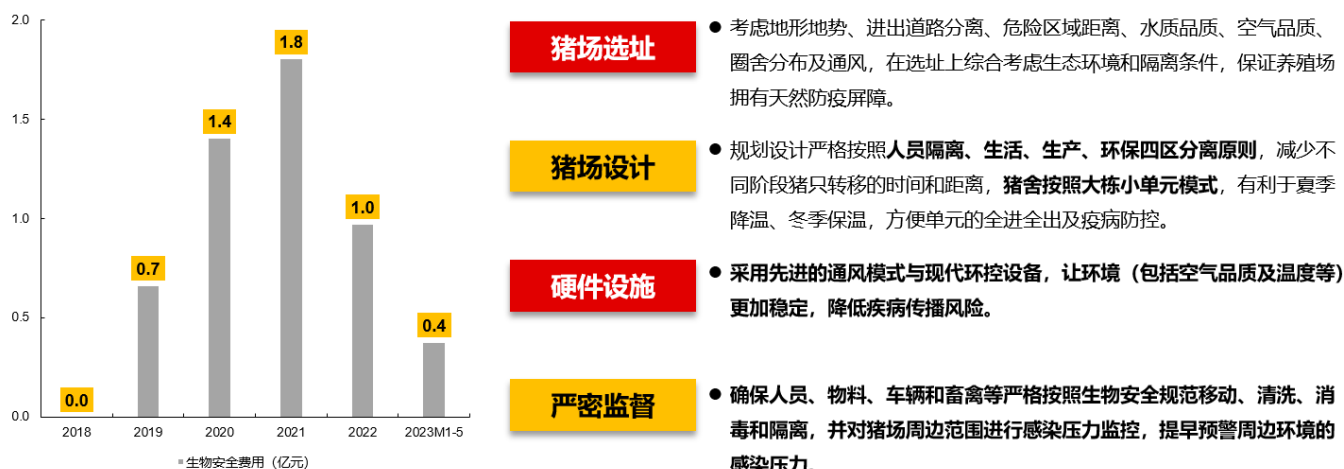 2.0
1.5
1.0
0.5
0.0
0.0
0.7
1.4
1.8
1.0
0.4
2018
2019
2020
2021
2022
2023M1-5
生物安全费用（亿元）
猪场选址
● 考虑地形地势、进出道路分离、危险区域距离、水质品质、空气品质、
圈舍分布及通风，在选址上综合考虑生态环境和隔离条件，保证养殖场
拥有天然防疫屏障。
猪场设计
● 规划设计严格按照人员隔离、生活、生产、环保四区分离原则，减少不
同阶段猪只转移的时间和距离，猪舍按照大栋小单元模式，有利于夏季
降温、冬季保温，方便单元的全进全出及疫病防控。
硬件设施
● 采用先进的通风模式与现代环控设备，让环境（包括空气品质及温度等）
更加稳定，降低疾病传播风险。
严密监督
● 确保人员、物料、车辆和畜禽等严格按照生物安全规范移动、清洗、消
毒和隔离，并对猪场周边范围进行感染压力监控，提早预警周边环境的
感染压力。